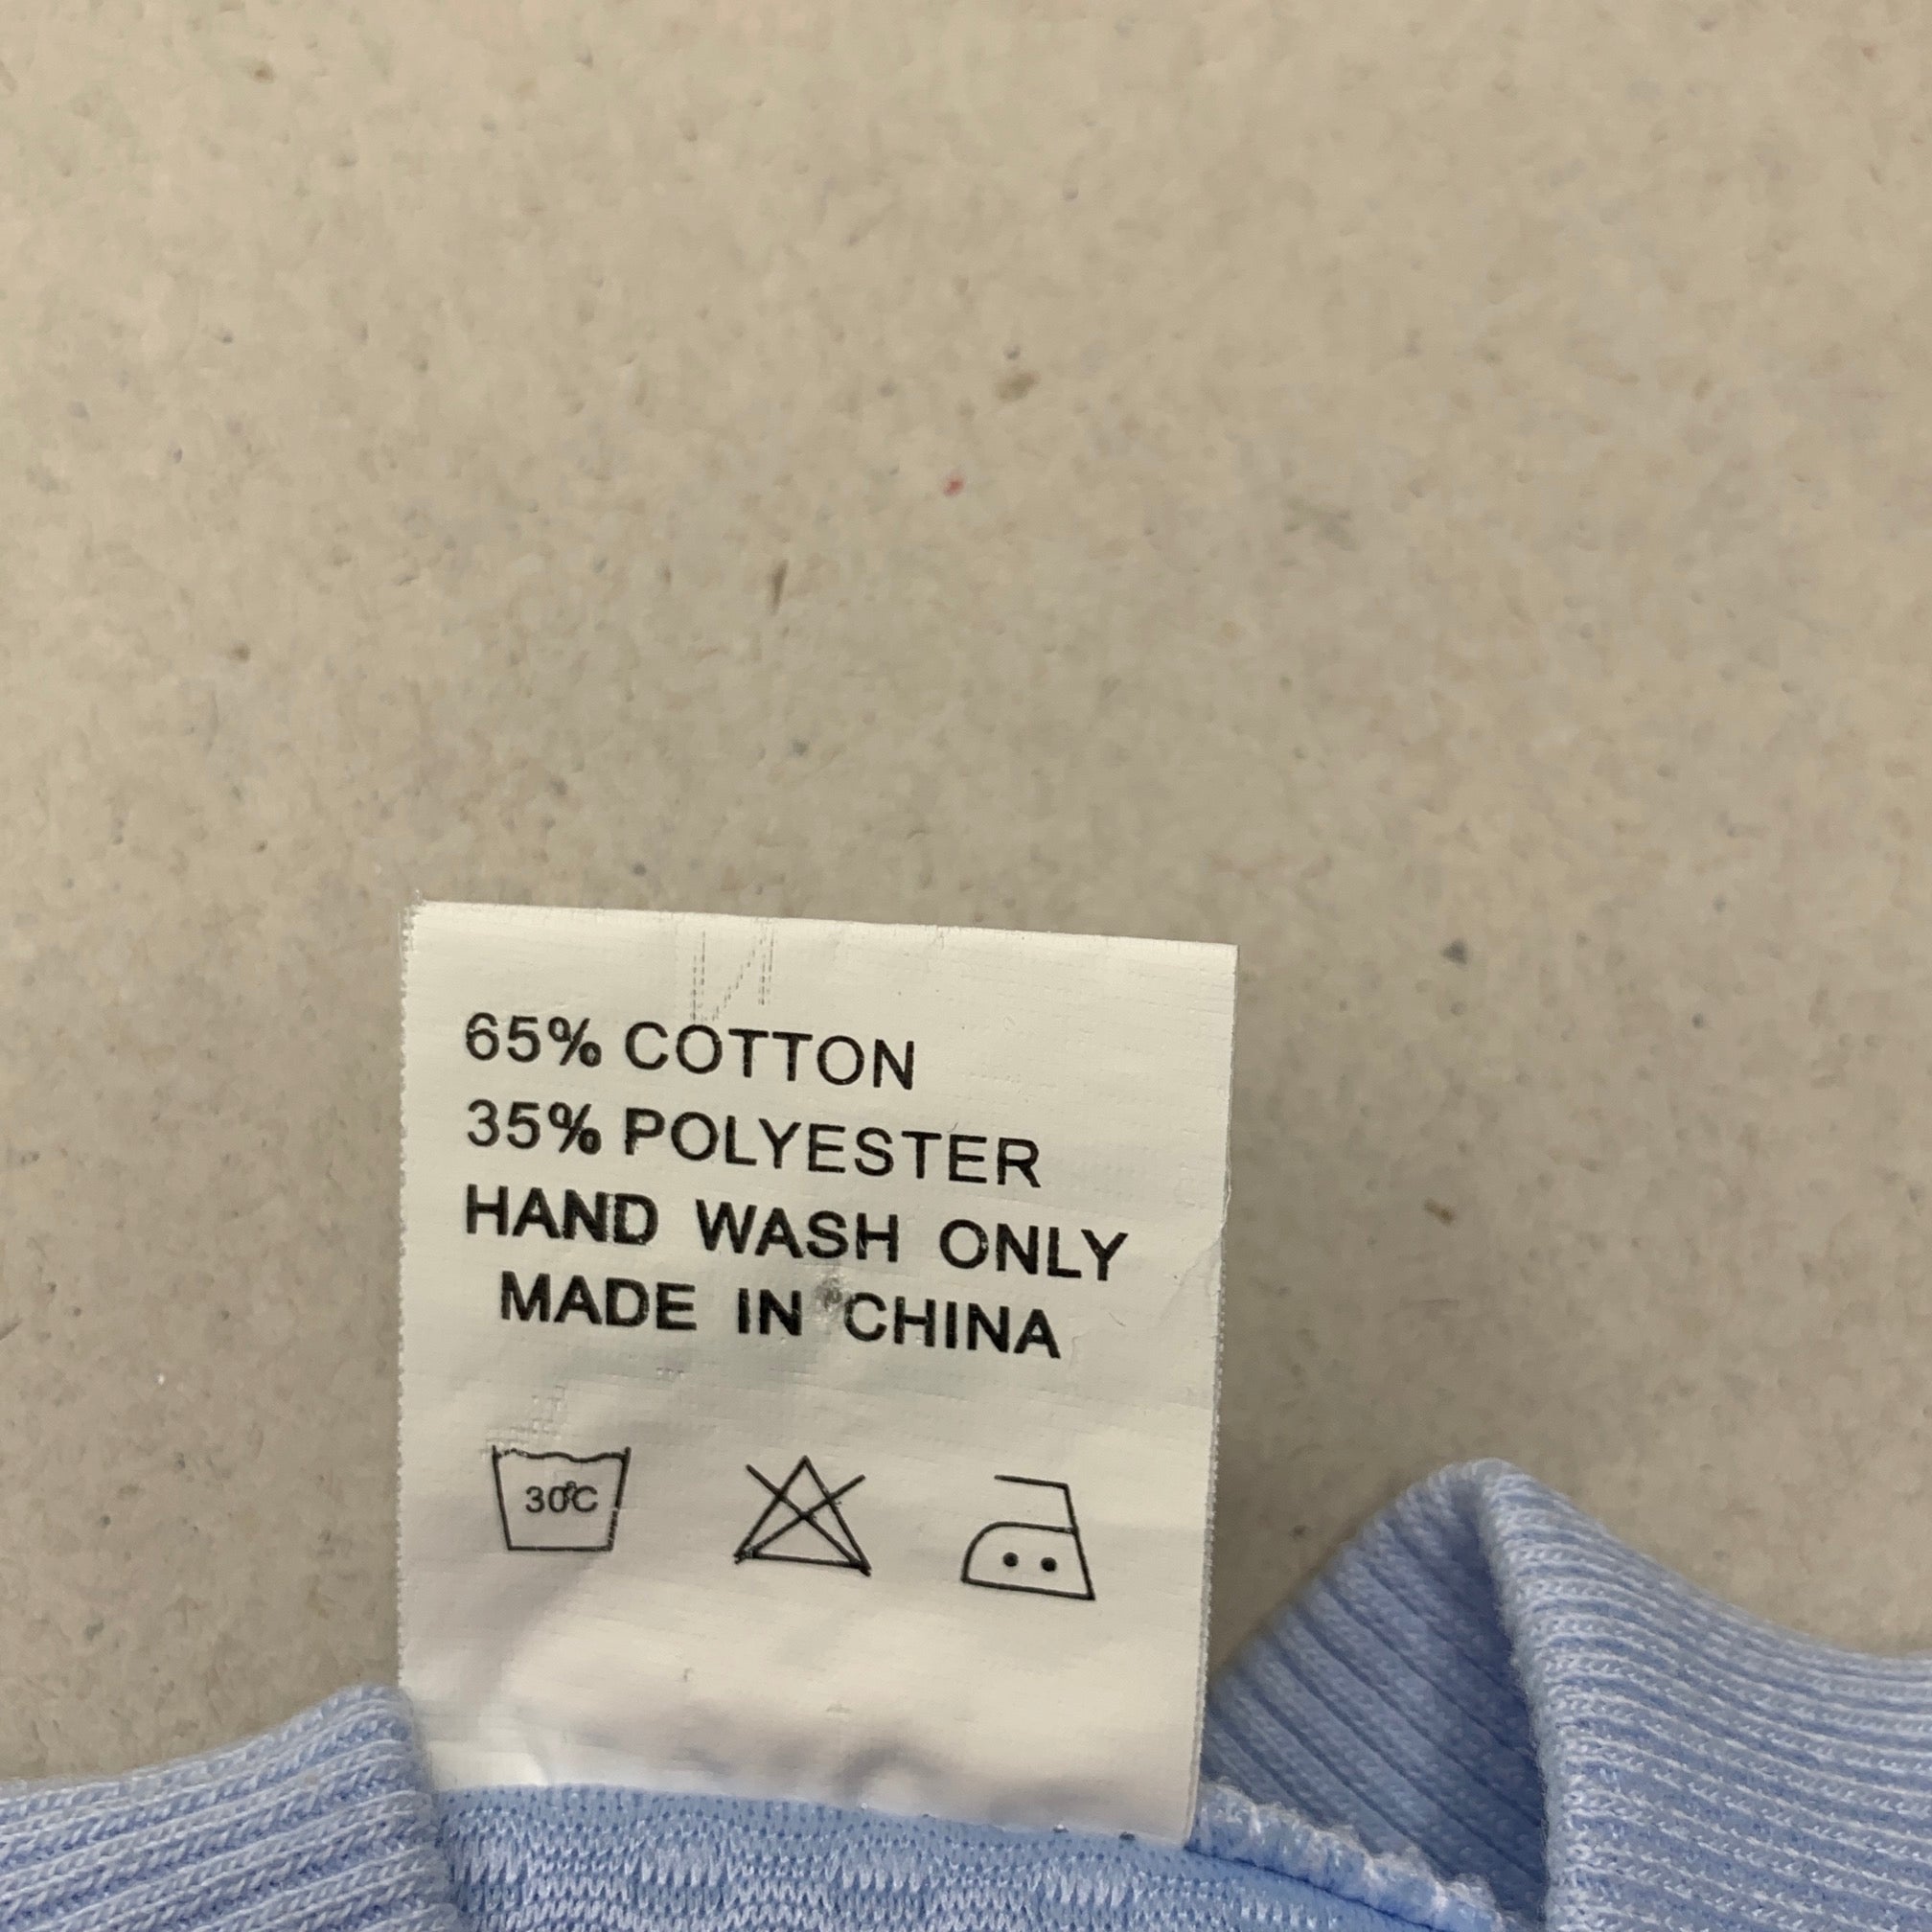 65% COTTON
35% POLYESTER
HAND WASH ONLY
MADE IN CHINA
30°C